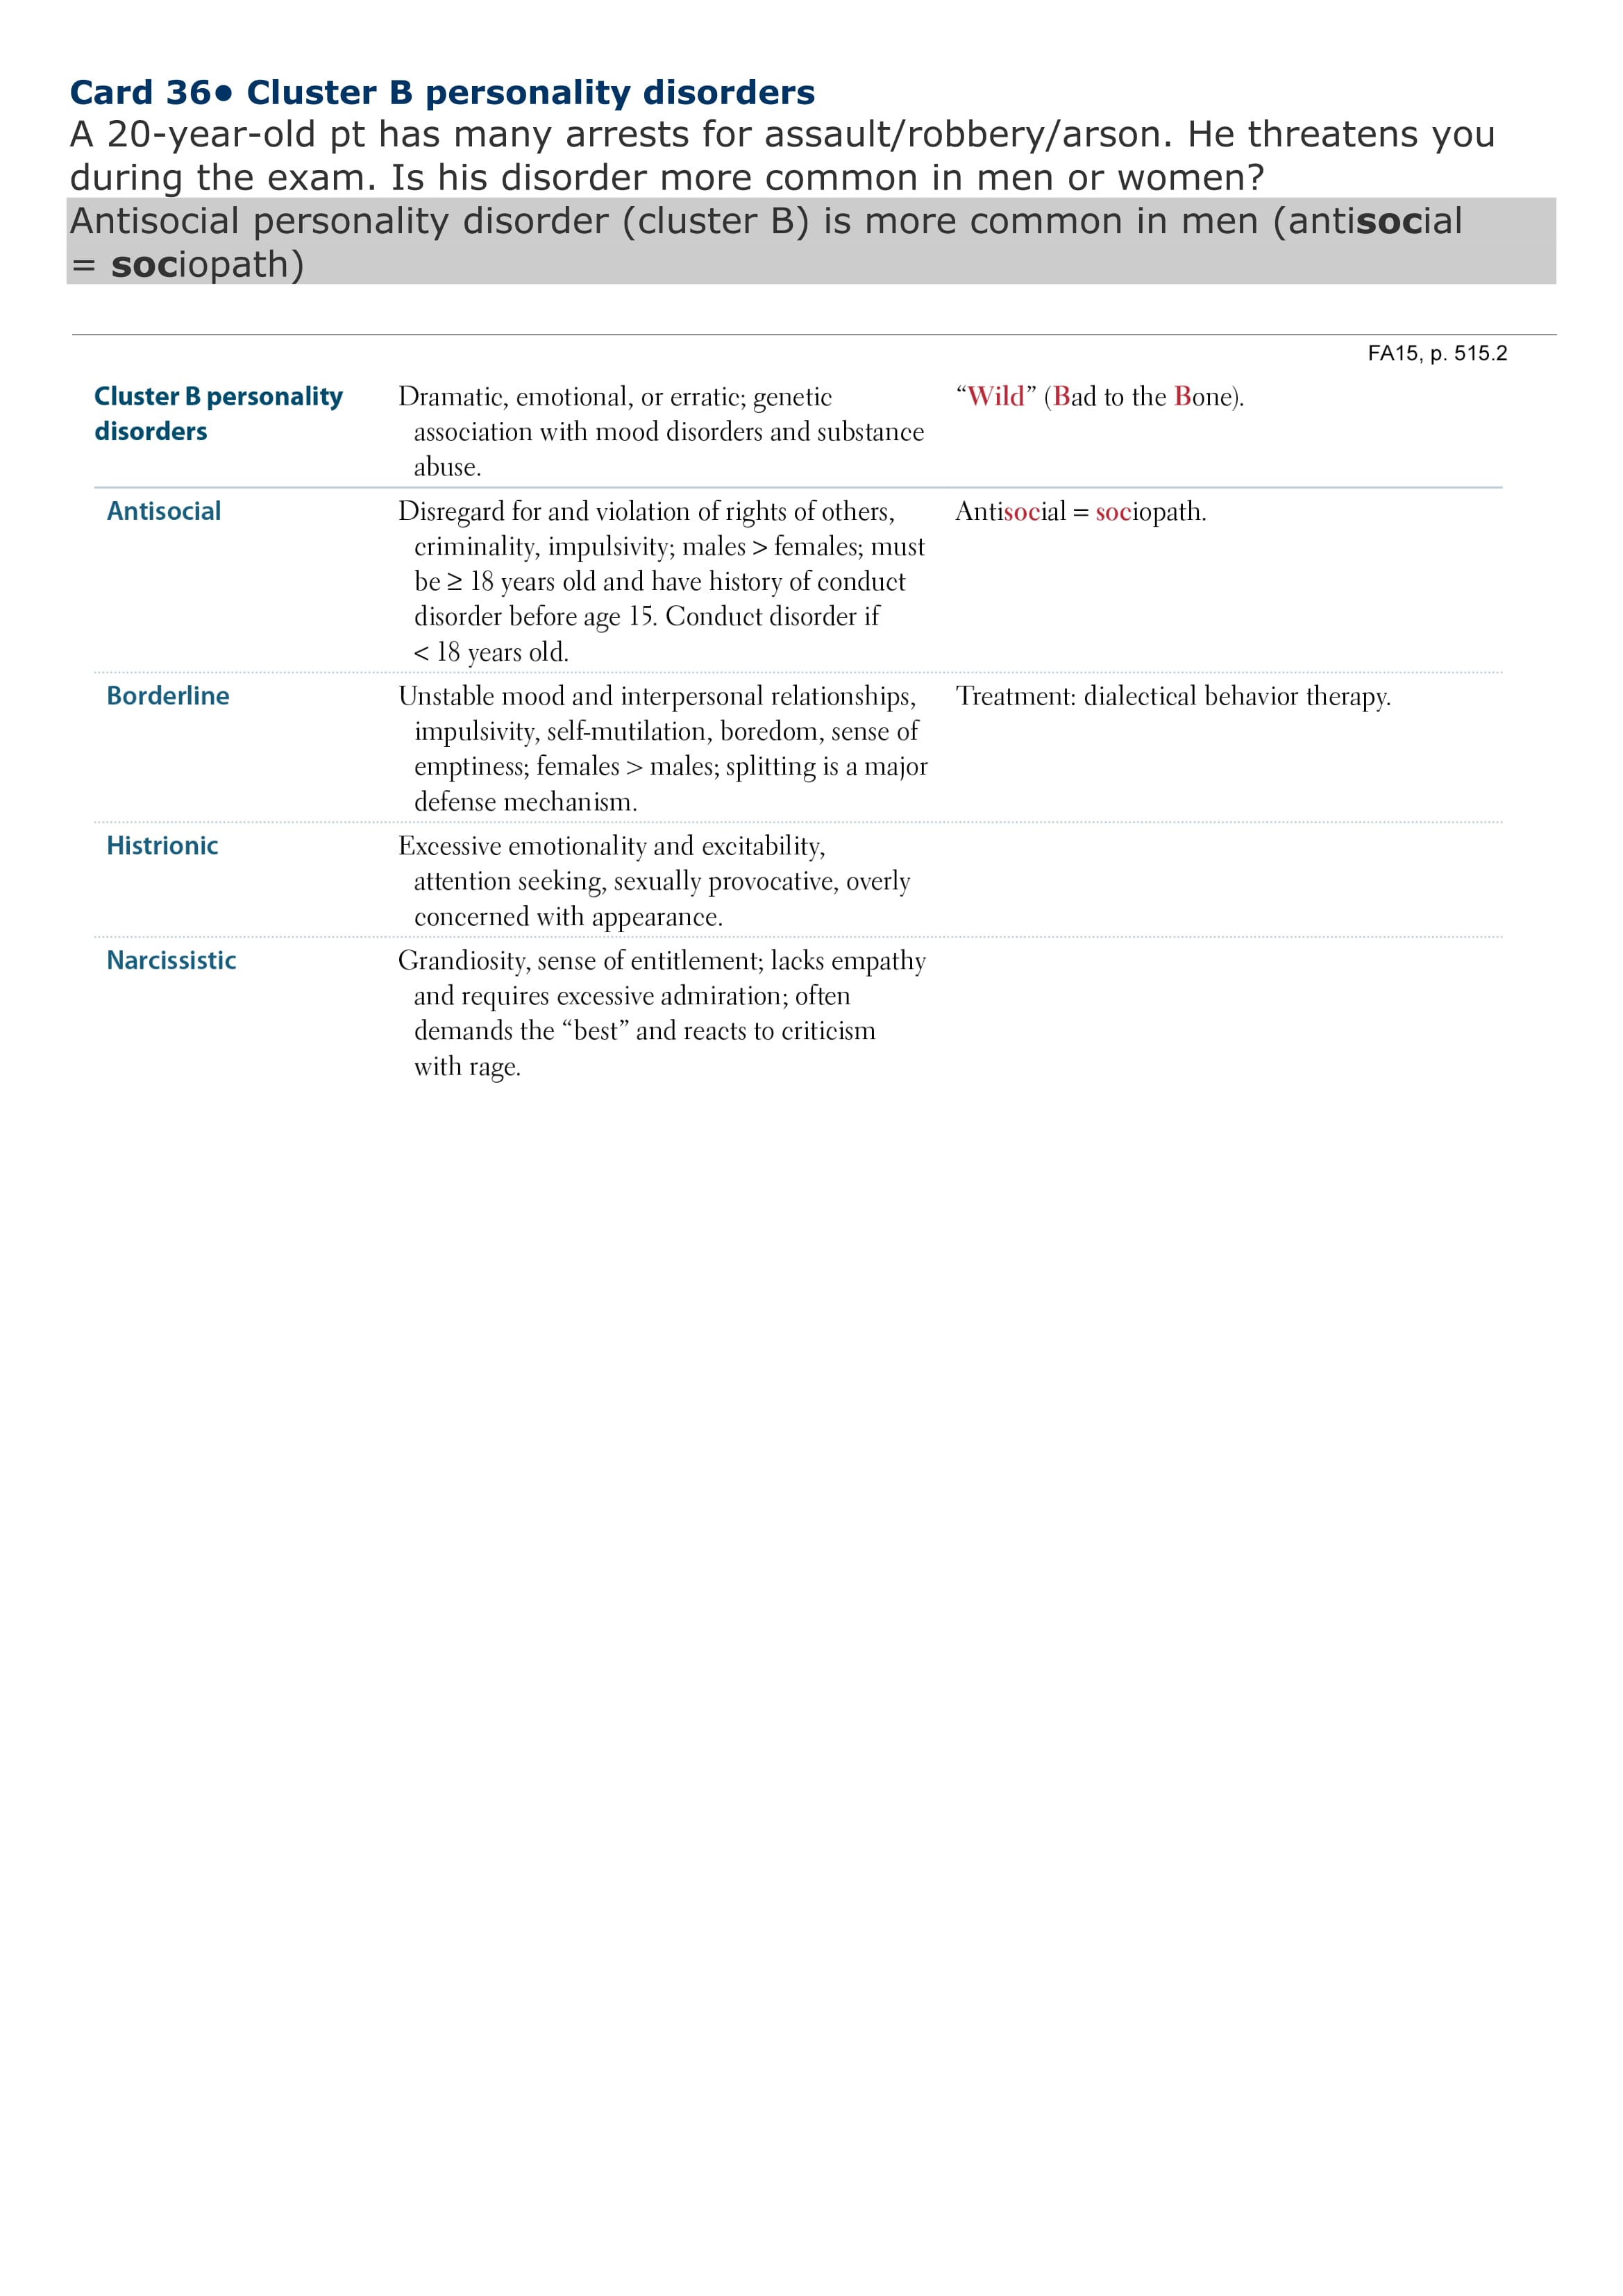 Card 36• Cluster B personality disorders
A 20-year-old pt has many arrests for assault/robbery/arson. He threatens you
during the exam. Is his disorder more common in men or women?
Antisocial personality disorder (cluster B) is more common in men (antisocial
= sociopath)
FA15, p. 515.2
Cluster B personality
disorders
Dramatic, emotional, or erratic; genetic
association with mood disorders and substance
abuse.
“Wild” (Bad to the Bone).
Antisocial
Disregard for and violation of rights of others,
criminality, impulsivity; males > females; must
be ≥ 18 years old and have history of conduct
disorder before age 15. Conduct disorder if
< 18 years old.
Antisocial = sociopath.
Borderline
Unstable mood and interpersonal relationships,
impulsivity, self-mutilation, boredom, sense of
emptiness; females > males; splitting is a major
defense mechanism.
Treatment: dialectical behavior therapy.
Histrionic
Excessive emotionality and excitability,
attention seeking, sexually provocative, overly
concerned with appearance.
Narcissistic
Grandiosity, sense of entitlement; lacks empathy
and requires excessive admiration; often
demands the “best” and reacts to criticism
with rage.